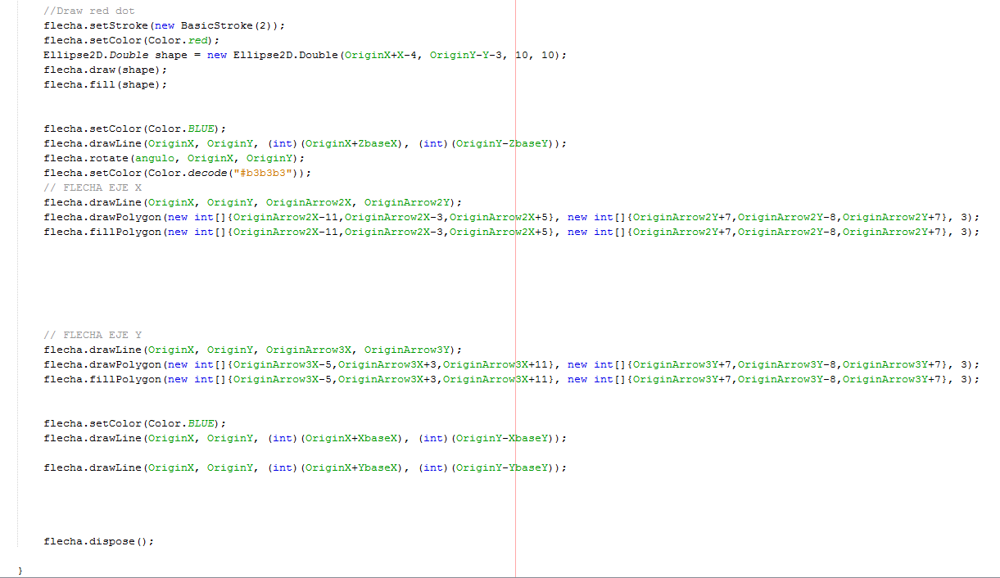 //Draw red dot
flecha.setStroke(new BasicStroke(2));
flecha.setColor(Color.red);
Ellipse2D.Double shape = new Ellipse2D.Double(OriginX+X-4, OriginY-Y-3, 10, 10);
flecha.draw(shape);
flecha.fill(shape);
flecha.setColor(Color.BLUE);
flecha.drawLine(OriginX, OriginY, (int)(OriginX+ZbaseX), (int)(OriginY-ZbaseY));
flecha.rotate(angulo, OriginX, OriginY);
flecha.setColor(Color.decode("#b3b3b3"));
// FLECHA EJE X
flecha.drawLine(OriginX, OriginY, OriginArrow2X, OriginArrow2Y);
flecha.drawPolygon(new int[]{OriginArrow2X-11,OriginArrow2X-3,OriginArrow2X+5}, new int[]{OriginArrow2Y+7,OriginArrow2Y-8,OriginArrow2Y+7}, 3);
flecha.fillPolygon(new int[]{OriginArrow2X-11,OriginArrow2X-3,OriginArrow2X+5}, new int[]{OriginArrow2Y+7,OriginArrow2Y-8,OriginArrow2Y+7}, 3);
// FLECHA EJE Y
flecha.drawLine(OriginX, OriginY, OriginArrow3X, OriginArrow3Y);
flecha.drawPolygon(new int[]{OriginArrow3X-5,OriginArrow3X+3,OriginArrow3X+11}, new int[]{OriginArrow3Y+7,OriginArrow3Y-8,OriginArrow3Y+7}, 3);
flecha.fillPolygon(new int[]{OriginArrow3X-5,OriginArrow3X+3,OriginArrow3X+11}, new int[]{OriginArrow3Y+7,OriginArrow3Y-8,OriginArrow3Y+7}, 3);
flecha.setColor(Color.BLUE);
flecha.drawLine(OriginX, OriginY, (int)(OriginX+XbaseX), (int)(OriginY-XbaseY));
flecha.drawLine(OriginX, OriginY, (int)(OriginX+YbaseX), (int)(OriginY-YbaseY));
flecha.dispose();
}